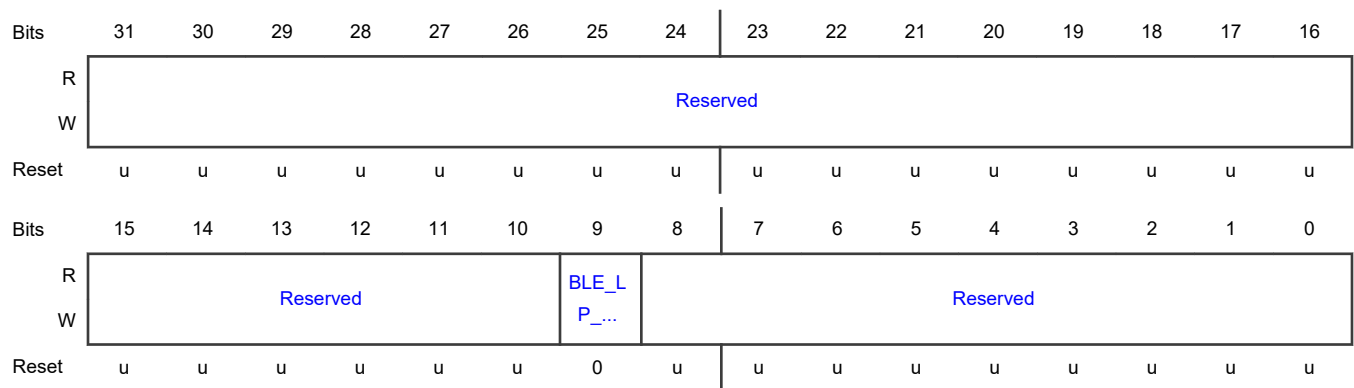 Bits 31 30 29 28 27 26 25 24 23 22 21 20 19 18 17 16
R
Reserved
W
Reset u u u u u u u u u u u u u u u u
Bits 15 14 13 12 11 10 9 8 7 6 5 4 3 2 1 0
R BLE_L
Reserved Reserved
W P_...
Reset u u u u u u 0 u u u u u u u u u